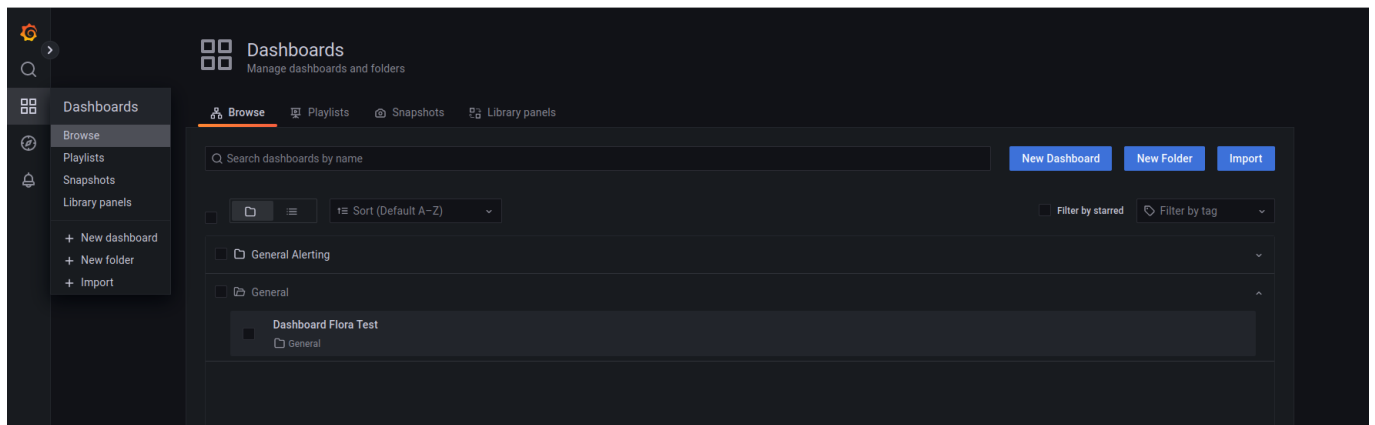 Dashboards
Manage dashboards and folders
Dashboards
Browse
Playlists
Snapshots
Library panels
+ New dashboard
+ New folder
+ Import
Browse Playlists Snapshots Library panels
Search dashboards by name New Dashboard New Folder Import
Sort (Default A–Z) Filter by starred Filter by tag
General Alerting
General
Dashboard Flora Test
General